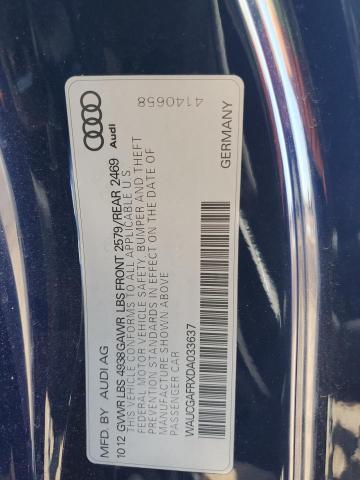 Audi
4140658
MFD. BY AUDI AG
GERMANY
10 12 GVWR LBS 4938 GAWR LBS FRONT 2579/REAR 2469
THIS VEHICLE CONFORMS TO ALL APPLICABLE U S
FEDERAL MOTOR VEHICLE SAFETY, BUMPER AND THEFT
PREVENTION STANDARDS IN EFFECT ON THE DATE OF
MANUFACTURE SHOWN ABOVE
PASSENGER CAR
WAUCGAFRXDA033637